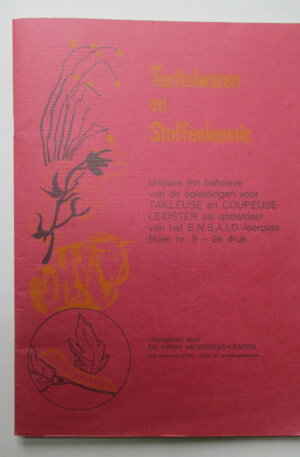 Textielwaren
en
Stoffenkennis
Uitgave ten behoeve
van de opleidingen voor
TAILLEUSE en COUPEUSE-
LEIDSTER als onderdeel
van het E.N.S.A.I.D.-leerplan
Boek nr. 8 - 2e druk.
Uitgegeven door
DE FIRMA HENDRIKSE-KNAPEN